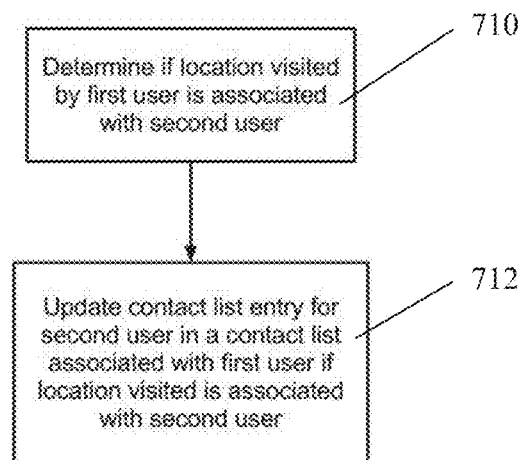 710
Determine if location visited
by first user is associated
with second user
712
Update contact list entry for
second user in a contact list
associated with first user if
location visited is associated
with second user